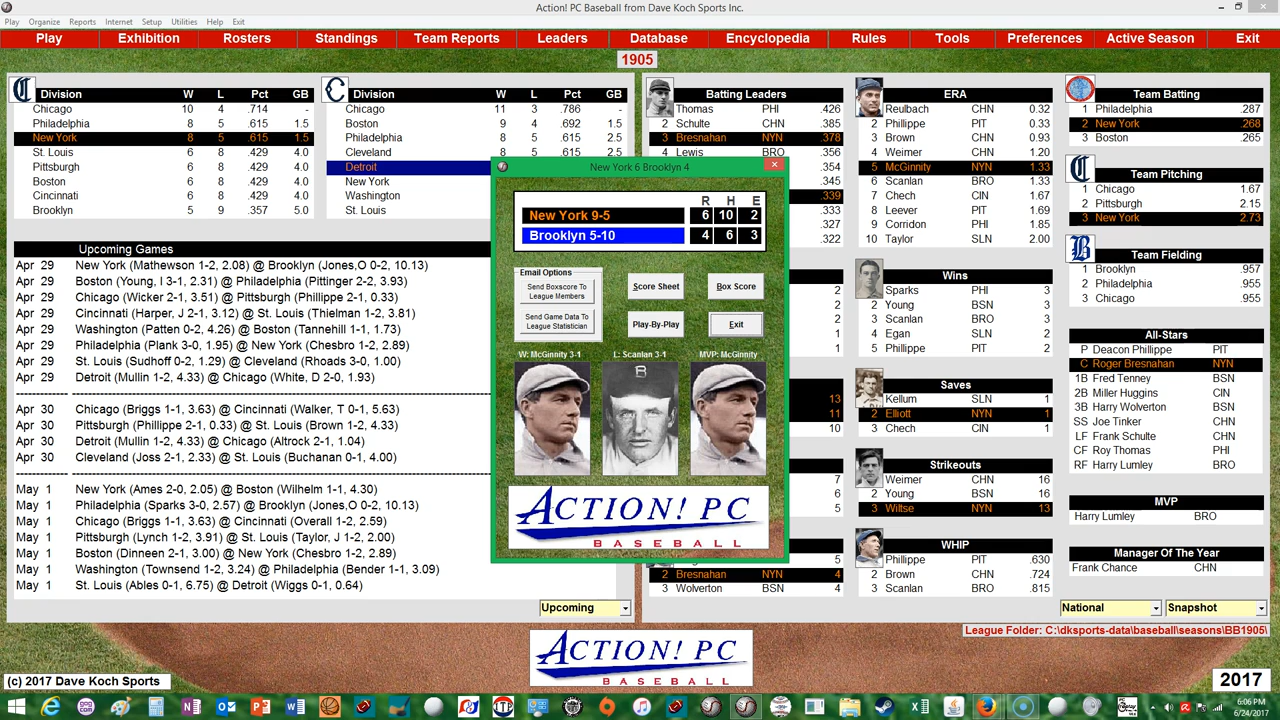 Action! PC Baseball from Dave Koch Sports Inc.
Play Organize Reports Internet Setup Utilities Help Exit
Play Exhibition Rosters Standings Team Reports Leaders Database Encyclopedia Rules Tools Preferences Active Season Exit
1905
Division W L Pct GB
Chicago 10 4 .714 -
Philadelphia 8 5 .615 1.5
New York 8 5 .615 1.5
St. Louis 6 8 .429 4.0
Pittsburgh 6 8 .429 4.0
Boston 6 8 .429 4.0
Cincinnati 6 8 .429 4.0
Brooklyn 5 9 .357 5.0
Division W L Pct GB
Chicago 11 3 .786 -
Boston 9 4 .692 1.5
Philadelphia 8 5 .615 2.5
Cleveland 8 5 .615 2.5
Detroit
New York
Washington
St. Louis
Upcoming Games
Apr 29 New York (Mathewson 1-2, 2.08) @ Brooklyn (Jones,O 0-2, 10.13)
Apr 29 Boston (Young, I 3-1, 2.31) @ Philadelphia (Pittinger 2-2, 3.93)
Apr 29 Chicago (Wicker 2-1, 3.51) @ Pittsburgh (Phillippe 2-1, 0.33)
Apr 29 Cincinnati (Harper, J 2-1, 3.12) @ St. Louis (Thielman 1-2, 3.81)
Apr 29 Washington (Patten 0-2, 4.26) @ Boston (Tannehill 1-1, 1.73)
Apr 29 Philadelphia (Plank 3-0, 1.95) @ New York (Chesbro 1-2, 2.89)
Apr 29 St. Louis (Sudhoff 0-2, 1.29) @ Cleveland (Rhoads 3-0, 1.00)
Apr 29 Detroit (Mullin 1-2, 4.33) @ Chicago (White, D 2-0, 1.93)
Apr 30 Chicago (Briggs 1-1, 3.63) @ Cincinnati (Walker, T 0-1, 5.63)
Apr 30 Pittsburgh (Phillippe 2-1, 0.33) @ St. Louis (Brown 1-2, 4.33)
Apr 30 Detroit (Mullin 1-2, 4.33) @ Chicago (Altrock 2-1, 1.04)
Apr 30 Cleveland (Joss 2-1, 2.33) @ St. Louis (Buchanan 0-1, 4.00)
May 1 New York (Ames 2-0, 2.05) @ Boston (Wilhelm 1-1, 4.30)
May 1 Philadelphia (Sparks 3-0, 2.57) @ Brooklyn (Jones,O 0-2, 10.13)
May 1 Chicago (Briggs 1-1, 3.63) @ Cincinnati (Overall 1-2, 2.59)
May 1 Pittsburgh (Lynch 1-2, 3.91) @ St. Louis (Taylor, J 1-2, 2.00)
May 1 Boston (Dinneen 2-1, 3.00) @ New York (Chesbro 1-2, 2.89)
May 1 Washington (Townsend 1-2, 3.24) @ Philadelphia (Bender 1-1, 3.09)
May 1 St. Louis (Ables 0-1, 6.75) @ Detroit (Wiggs 0-1, 0.64)
Upcoming
New York 6 Brooklyn 4
R H E
New York 9-5 6 10 2
Brooklyn 5-10 4 6 3
Email Options
Send Boxscore To League Members
Send Game Data To League Statistician
Score Sheet
Box Score
Play-By-Play
Exit
W: McGinnity 3-1 L: Scanlan 3-1 MVP: McGinnity
ACTION! PC
BASEBALL
Batting Leaders
Thomas PHI .426
2 Schulte CHN .385
3 Bresnahan NYN .378
4 Lewis BRO .356
.354
.345
.339
.333
.327
.322
2
2
2
1
1
13
11
10
7
6
5
5
2 Bresnahan NYN 4
3 Wolverton BSN 4
ERA
Reulbach CHN 0.32
2 Phillippe PIT 0.33
3 Brown CHN 0.93
4 Weimer CHN 1.20
5 McGinnity NYN 1.33
6 Scanlan BRO 1.33
7 Chech CIN 1.67
8 Leever PIT 1.69
9 Corridon PHI 1.85
10 Taylor SLN 2.00
Wins
Sparks PHI 3
2 Young BSN 3
3 Scanlan BRO 3
4 Egan SLN 2
5 Phillippe PIT 2
Saves
Kellum SLN 1
2 Elliott NYN 1
3 Chech CIN 1
Strikeouts
Weimer CHN 16
2 Young BSN 16
3 Wiltse NYN 13
WHIP
Phillippe PIT .630
2 Brown CHN .724
3 Scanlan BRO .815
Team Batting
1 Philadelphia .287
2 New York .268
3 Boston .265
Team Pitching
1 Chicago 1.67
2 Pittsburg 2.15
3 New York 2.73
Team Fielding
1 Brooklyn .957
2 Philadelphia .955
3 Chicago .955
All-Stars
P Deacon Phillippe PIT
C Roger Bresnahan NYN
1B Fred Tenney BSN
2B Miller Huggins CIN
3B Harry Wolverton BSN
SS Joe Tinker CHN
LF Frank Schulte CHN
CF Roy Thomas PHI
RF Harry Lumley BRO
MVP
Harry Lumley BRO
Manager Of The Year
Frank Chance CHN
National
Snapshot
League Folder: C:\dksports-data\baseball\seasons\BB1905\
ACTION! PC
BASEBALL
(c) 2017 Dave Koch Sports
2017
6:06 PM
6/24/2017